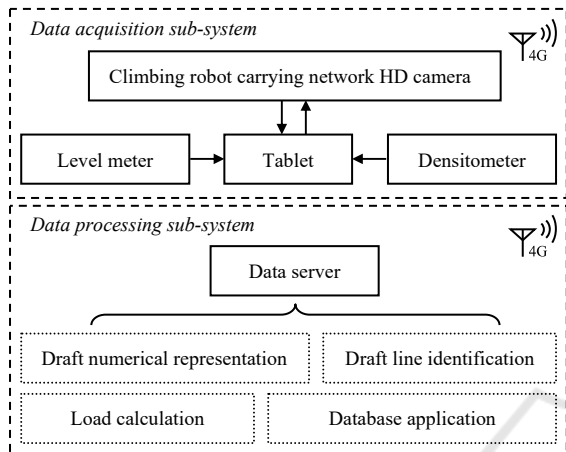 Data acquisition sub-system
4G
Climbing robot carrying network HD camera
Level meter
Tablet
Densitometer
Data processing sub-system
4G
Data server
Draft numerical representation
Draft line identification
Load calculation
Database application